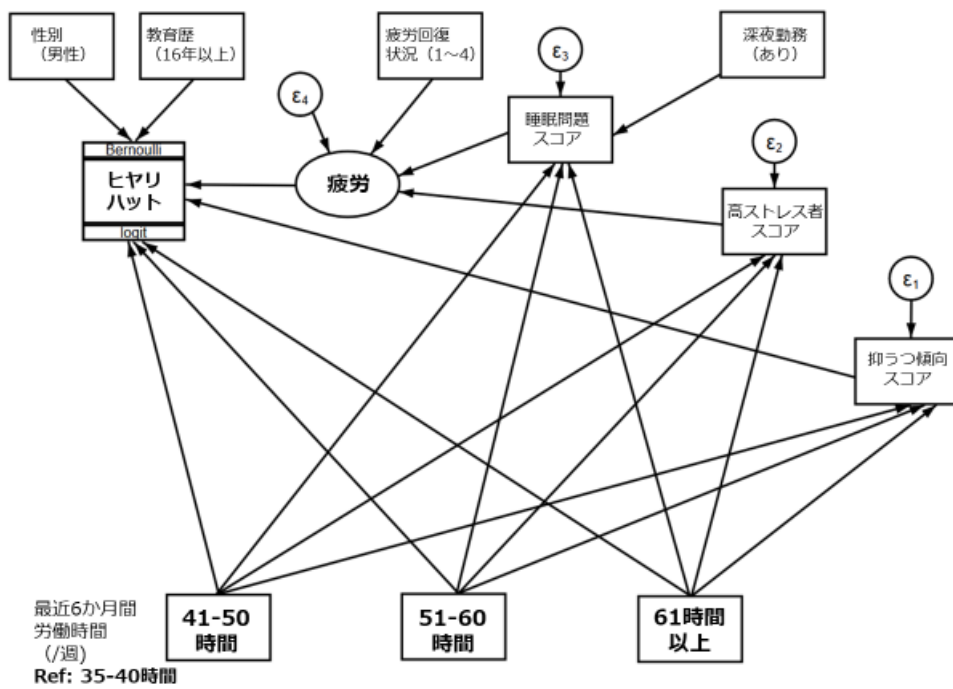 性別
（男性）
教育歴
（16年以上）
疲労回復
状況（1～4）
ε3
深夜勤務
（あり）
ε4
睡眠問題
スコア
Bernoulli
ヒヤリ
ハット
logit
疲労
ε2
高ストレス者
スコア
ε1
抑うつ傾向
スコア
最近6か月間
労働時間
（/週)
Ref: 35-40時間
41-50
時間
51-60
時間
61時間
以上